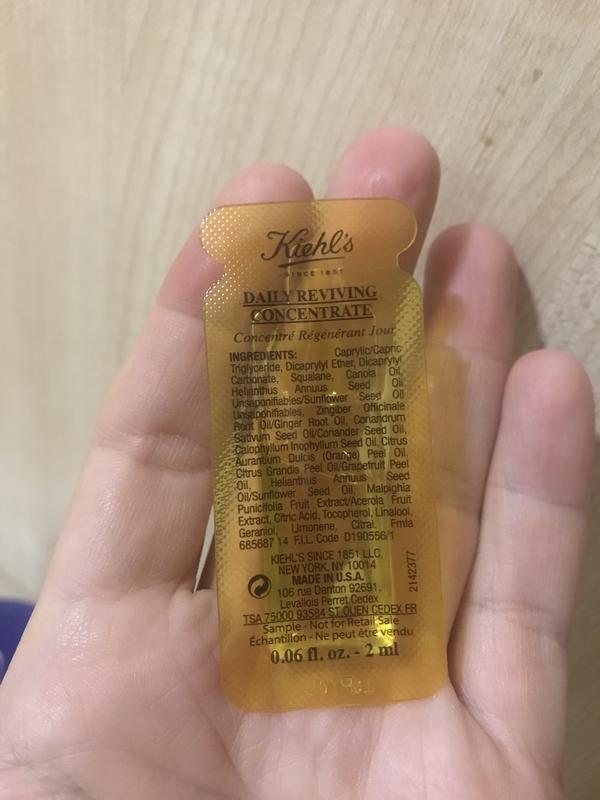 Kiehl's
SINCE 1851
DAILY REVIVING
CONCENTRATE
Concentré Régénérant Jour
INGREDIENTS: Caprylic/Capric
Triglyceride, Dicaprylyl Ether, Dicaprylyl
Carbonate, Squalane, Canola Oil,
Helianthus Annuus Seed Oil
Unsaponifiables/Sunflower Seed Oil
Unsaponifiables, Zingiber Officinale
Root Oil/Ginger Root Oil, Coriandrum
Sativum Seed Oil/Coriander Seed Oil,
Calophyllum Inophyllum Seed Oil, Citrus
Aurantium Dulcis (Orange) Peel Oil,
Citrus Grandis Peel Oil/Grapefruit Peel
Oil, Helianthus Annuus Seed
Oil/Sunflower Seed Oil, Malpighia
Punicifolia Fruit Extract/Acerola Fruit
Extract, Citric Acid, Tocopherol, Linalool,
Geraniol, Limonene, Citral. Fmla
685687 14 F.I.L. Code D190556/1
KIEHL'S SINCE 1851 LLC,
NEW YORK, NY 10014
MADE IN U.S.A.
106 rue Danton 92691,
Levallois Perret Cedex
TSA 75000 93584 ST OUEN CEDEX FR
Sample - Not for Retail Sale
Échantillon - Ne peut être vendu
0.06 fl. oz. - 2 ml
2142377